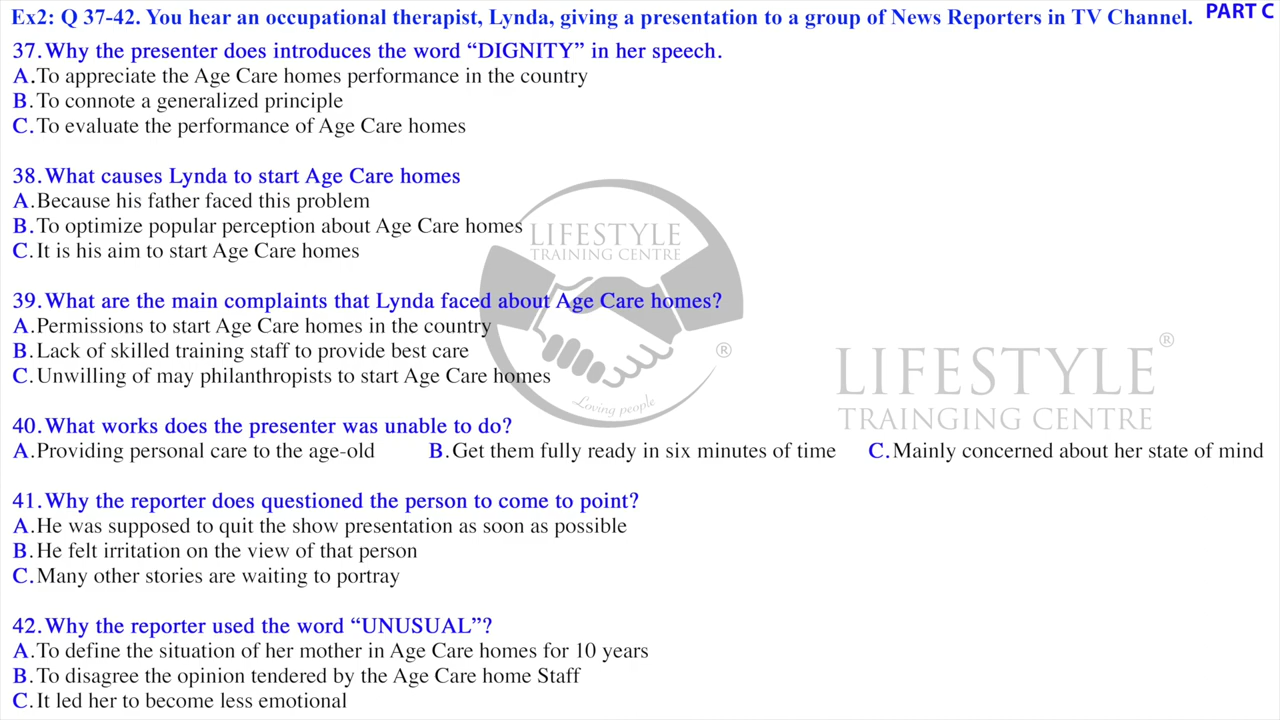 Ex2: Q 37-42. You hear an occupational therapist, Lynda, giving a presentation to a group of News Reporters in TV Channel.
PART C
37.Why the presenter does introduces the word “DIGNITY” in her speech.
A.To appreciate the Age Care homes performance in the country
B.To connote a generalized principle
C.To evaluate the performance of Age Care homes
38.What causes Lynda to start Age Care homes
A.Because his father faced this problem
B.To optimize popular perception about Age Care homes
C.It is his aim to start Age Care homes
39.What are the main complaints that Lynda faced about Age Care homes?
A.Permissions to start Age Care homes in the country
B.Lack of skilled training staff to provide best care
C.Unwilling of may philanthropists to start Age Care homes
40.What works does the presenter was unable to do?
A.Providing personal care to the age-old B.Get them fully ready in six minutes of time C.Mainly concerned about her state of mind
41.Why the reporter does questioned the person to come to point?
A.He was supposed to quit the show presentation as soon as possible
B.He felt irritation on the view of that person
C.Many other stories are waiting to portray
42.Why the reporter used the word “UNUSUAL”?
A.To define the situation of her mother in Age Care homes for 10 years
B.To disagree the opinion tendered by the Age Care home Staff
C.It led her to become less emotional
LIFESTYLE
TRAINING CENTRE
®
Loving people
LIFESTYLE®
TRAINGING CENTRE